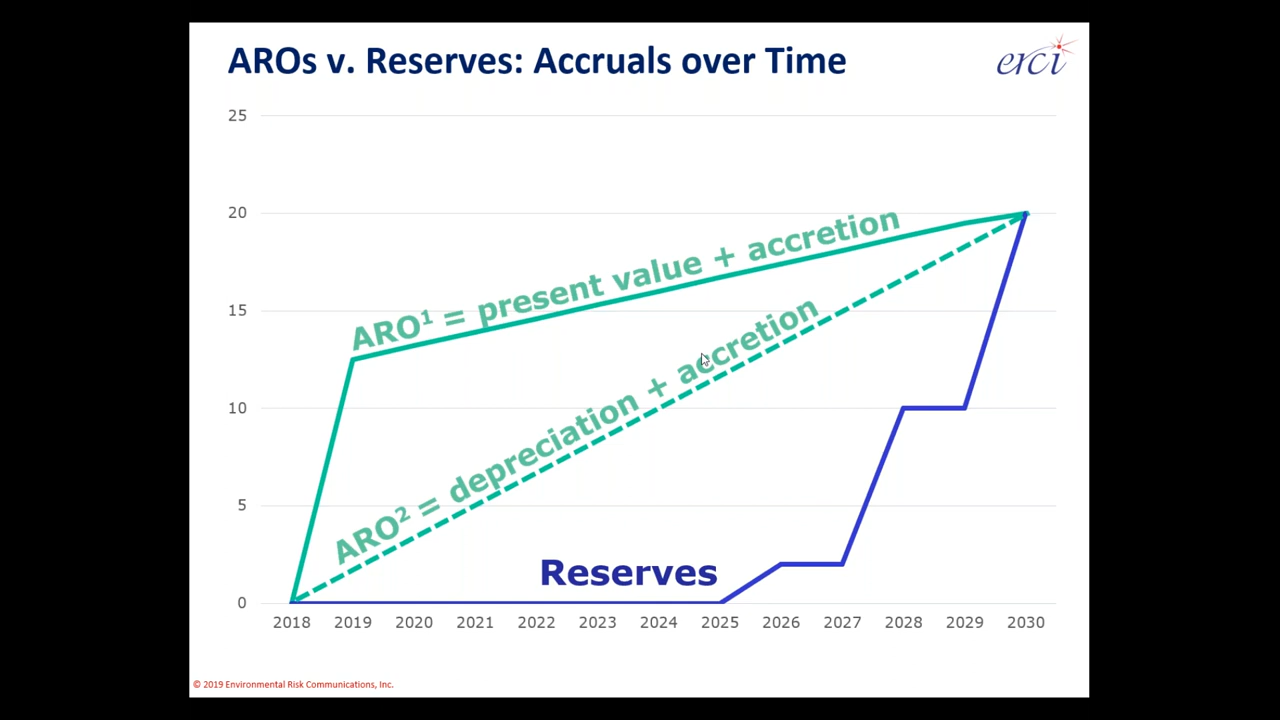 AROs v. Reserves: Accruals over Time
erci
25
20
15
10
5
0
ARO¹ = present value + accretion
ARO² = depreciation + accretion
Reserves
2018 2019 2020 2021 2022 2023 2024 2025 2026 2027 2028 2029 2030
© 2019 Environmental Risk Communications, Inc.